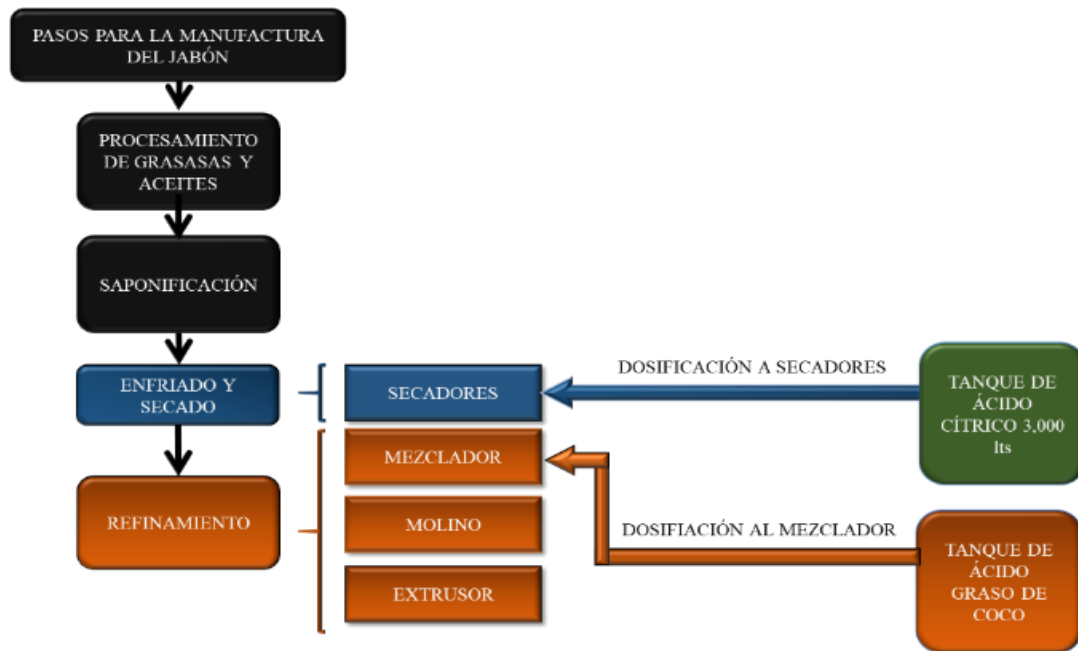 PASOS PARA LA MANUFACTURA
DEL JABÓN
PROCESAMIENTO
DE GRASASAS Y
ACEITES
SAPONIFICACIÓN
ENFRIADO Y
SECADO
REFINAMIENTO
SECADORES
MEZCLADOR
MOLINO
EXTRUSOR
DOSIFICACIÓN A SECADORES
DOSIFIACIÓN AL MEZCLADOR
TANQUE DE
ÁCIDO
CÍTRICO 3,000
lts
TANQUE DE
ÁCIDO
GRASO DE
COCO